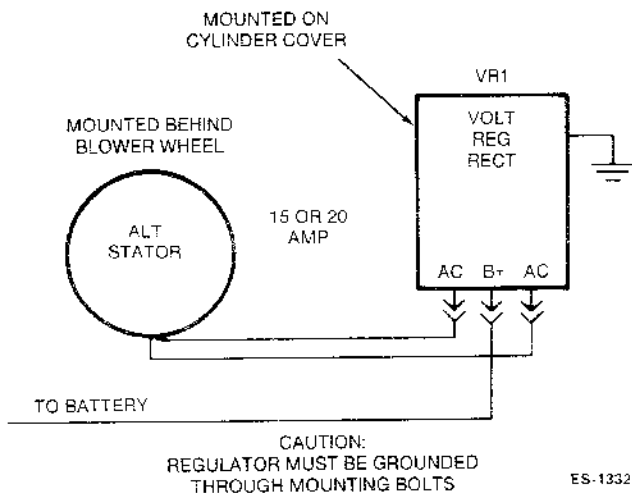 MOUNTED ON
CYLINDER COVER
VR1
VOLT
REG
RECT
MOUNTED BEHIND
BLOWER WHEEL
ALT
STATOR
15 OR 20
AMP
AC B+ AC
TO BATTERY
CAUTION:
REGULATOR MUST BE GROUNDED
THROUGH MOUNTING BOLTS
ES-1332